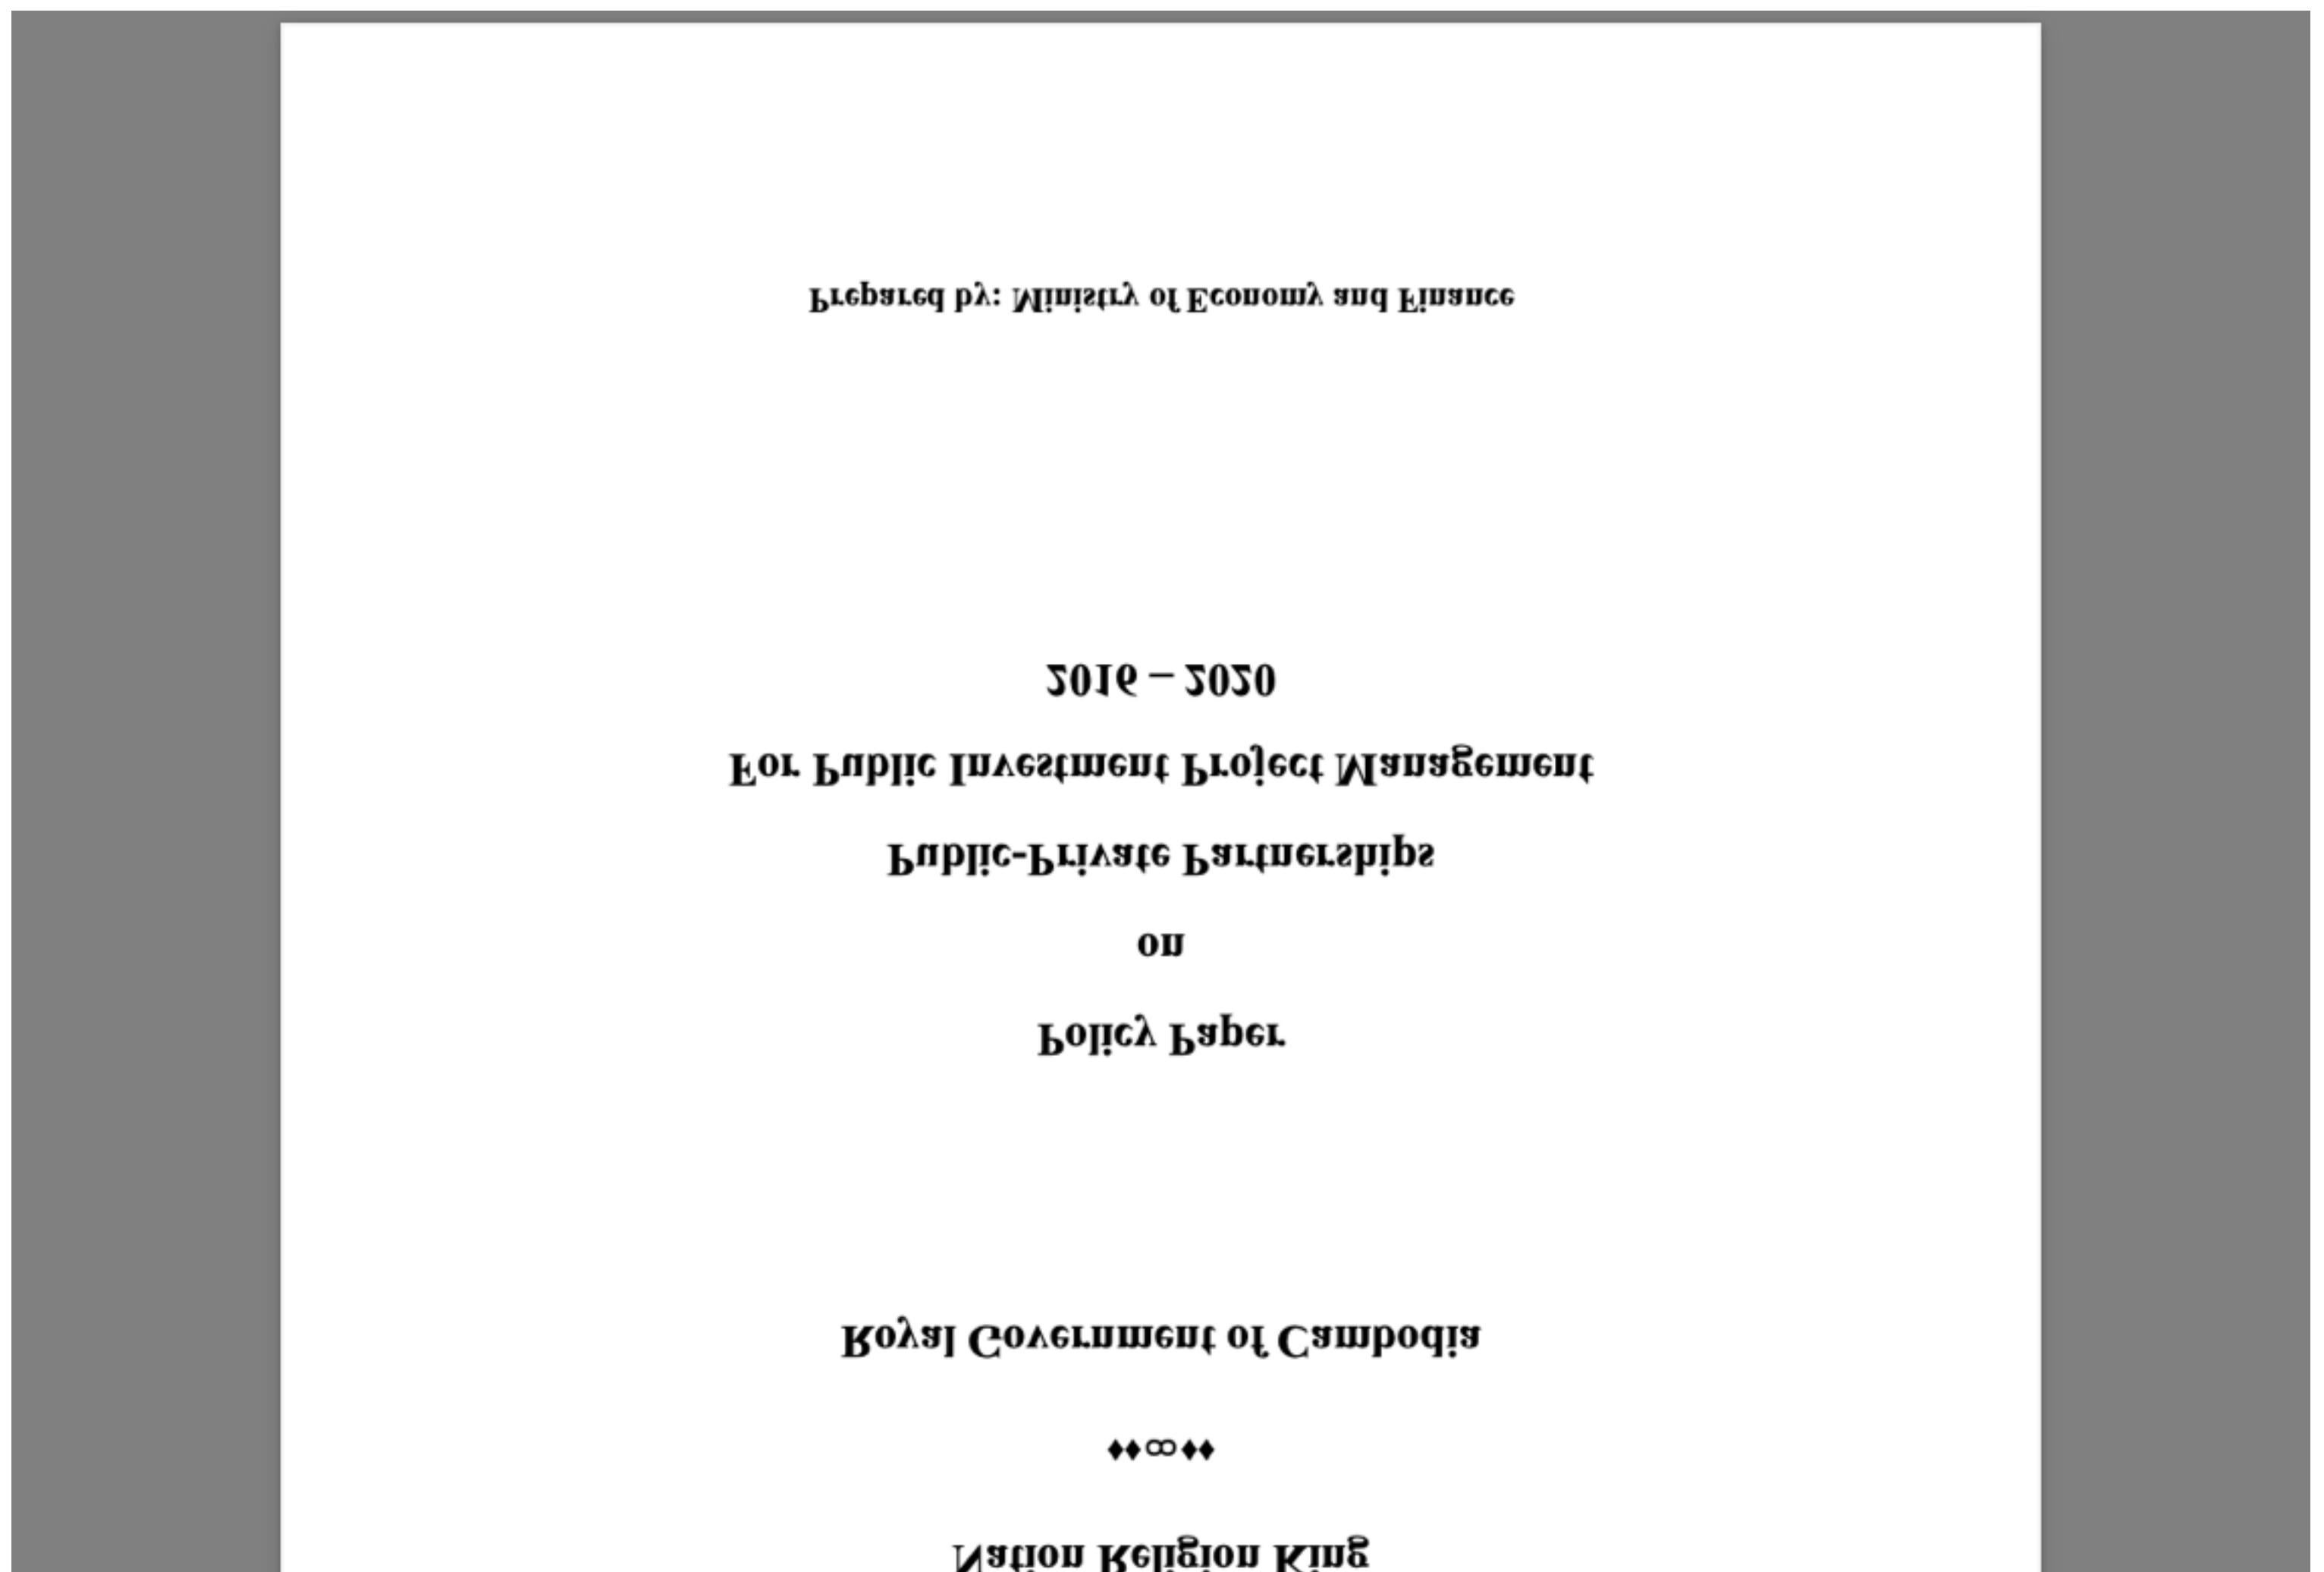 Nation Religion King
♦♦∞♦♦
Royal Government of Cambodia
Policy Paper
on
Public-Private Partnerships
For Public Investment Project Management
2016 – 2020
Prepared by: Ministry of Economy and Finance